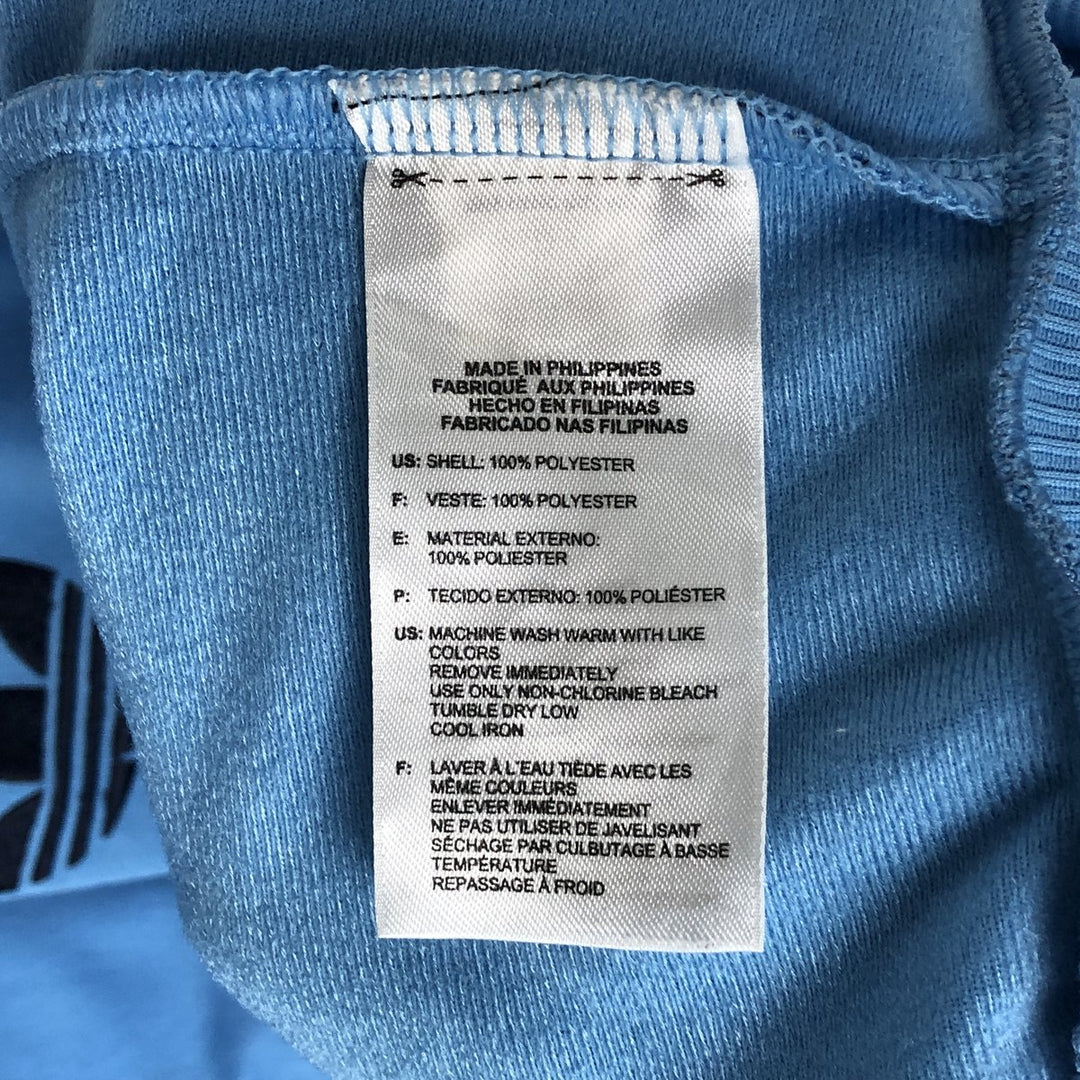 MADE IN PHILIPPINES
FABRIQUÉ AUX PHILIPPINES
HECHO EN FILIPINAS
FABRICADO NAS FILIPINAS
US: SHELL: 100% POLYESTER
F: VESTE: 100% POLYESTER
E: MATERIAL EXTERNO:
100% POLIESTER
P: TECIDO EXTERNO: 100% POLIÉSTER
US: MACHINE WASH WARM WITH LIKE
COLORS
REMOVE IMMEDIATELY
USE ONLY NON-CHLORINE BLEACH
TUMBLE DRY LOW
COOL IRON
F: LAVER À L'EAU TIÈDE AVEC LES
MÊME COULEURS
ENLEVER IMMÉDIATEMENT
NE PAS UTILISER DE JAVELISANT
SÉCHAGE PAR CULBUTAGE À BASSE
TEMPÉRATURE
REPASSAGE À FROID